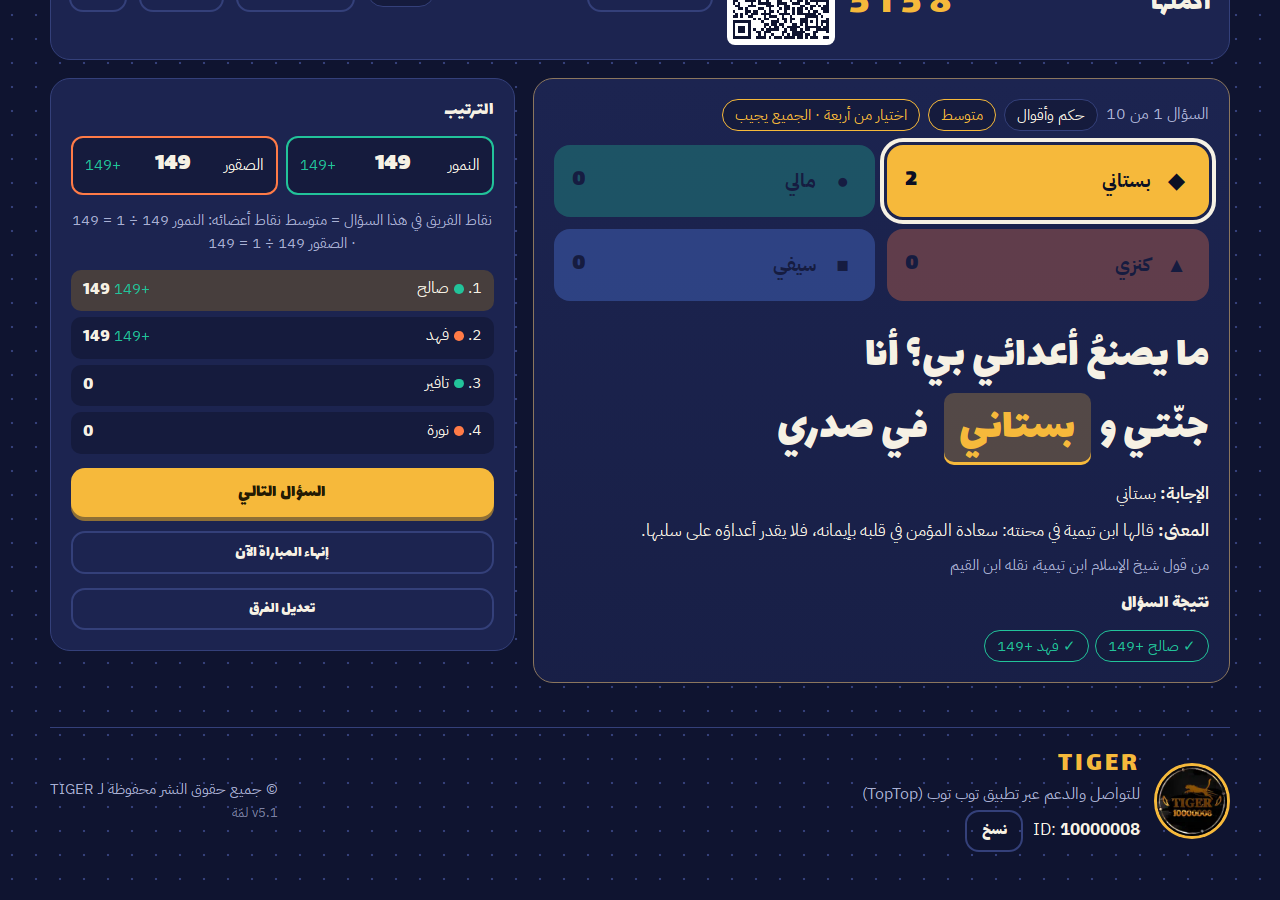 أكملها
5158
السؤال 1 من 10
حكم وأقوال
متوسط
اختيار من أربعة · الجميع يجيب
◆ بستاني 2
● مالي 0
▲ كنزي 0
■ سيفي 0
ما يصنعُ أعدائي بي؟ أنا
جنّتي و بستاني في صدري
الإجابة: بستاني
المعنى: قالها ابن تيمية في محنته: سعادة المؤمن في قلبه بإيمانه، فلا يقدر أعداؤه على سلبها.
من قول شيخ الإسلام ابن تيمية، نقله ابن القيم
نتيجة السؤال
✓ صالح +149
✓ فهد +149
الترتيب
النمور 149 +149
الصقور 149 +149
نقاط الفريق في هذا السؤال = متوسط نقاط أعضائه: النمور 149 ÷ 1 = 149
· الصقور 149 ÷ 1 = 149
1. صالح +149 149
2. فهد +149 149
3. تافير 0
4. نورة 0
السؤال التالي
إنهاء المباراة الآن
تعديل الفرق
TIGER
10000008
TIGER
للتواصل والدعم عبر تطبيق توب توب (TopTop)
ID: 10000008
نسخ
© جميع حقوق النشر محفوظة لـ TIGER
لمّة v5.1